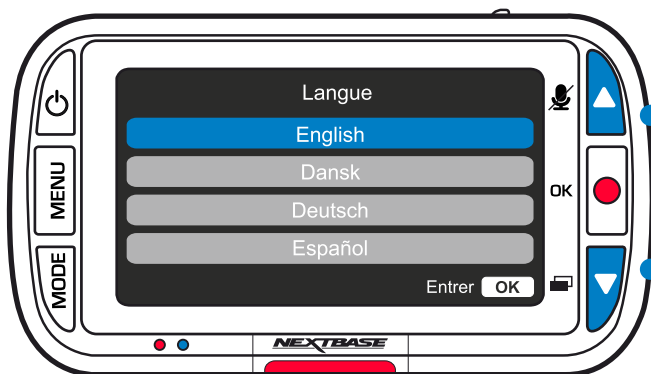 Langue
English
Dansk
Deutsch
Español
Entrer OK
MENU
MODE
OK
NEXTBASE